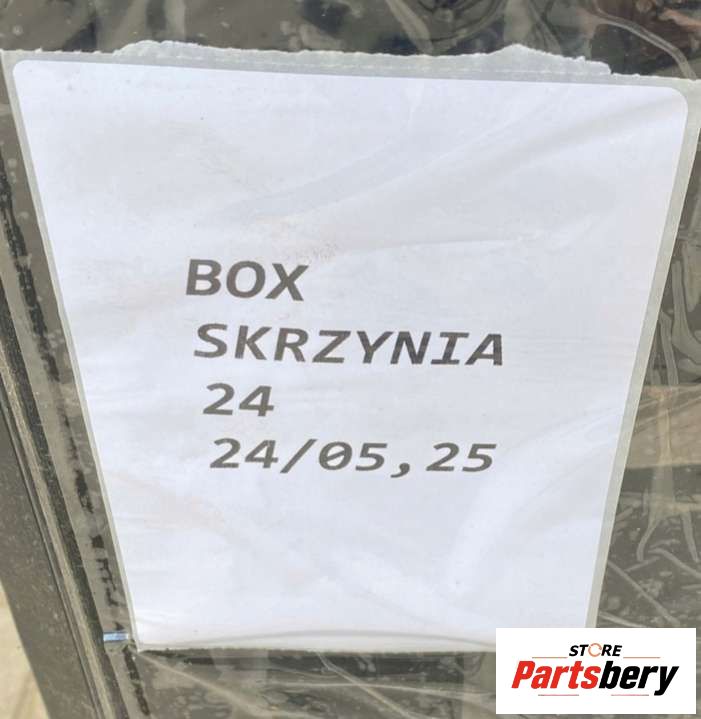 BOX
SKRZYNIA
24
24/05,25
STORE
Partsbery